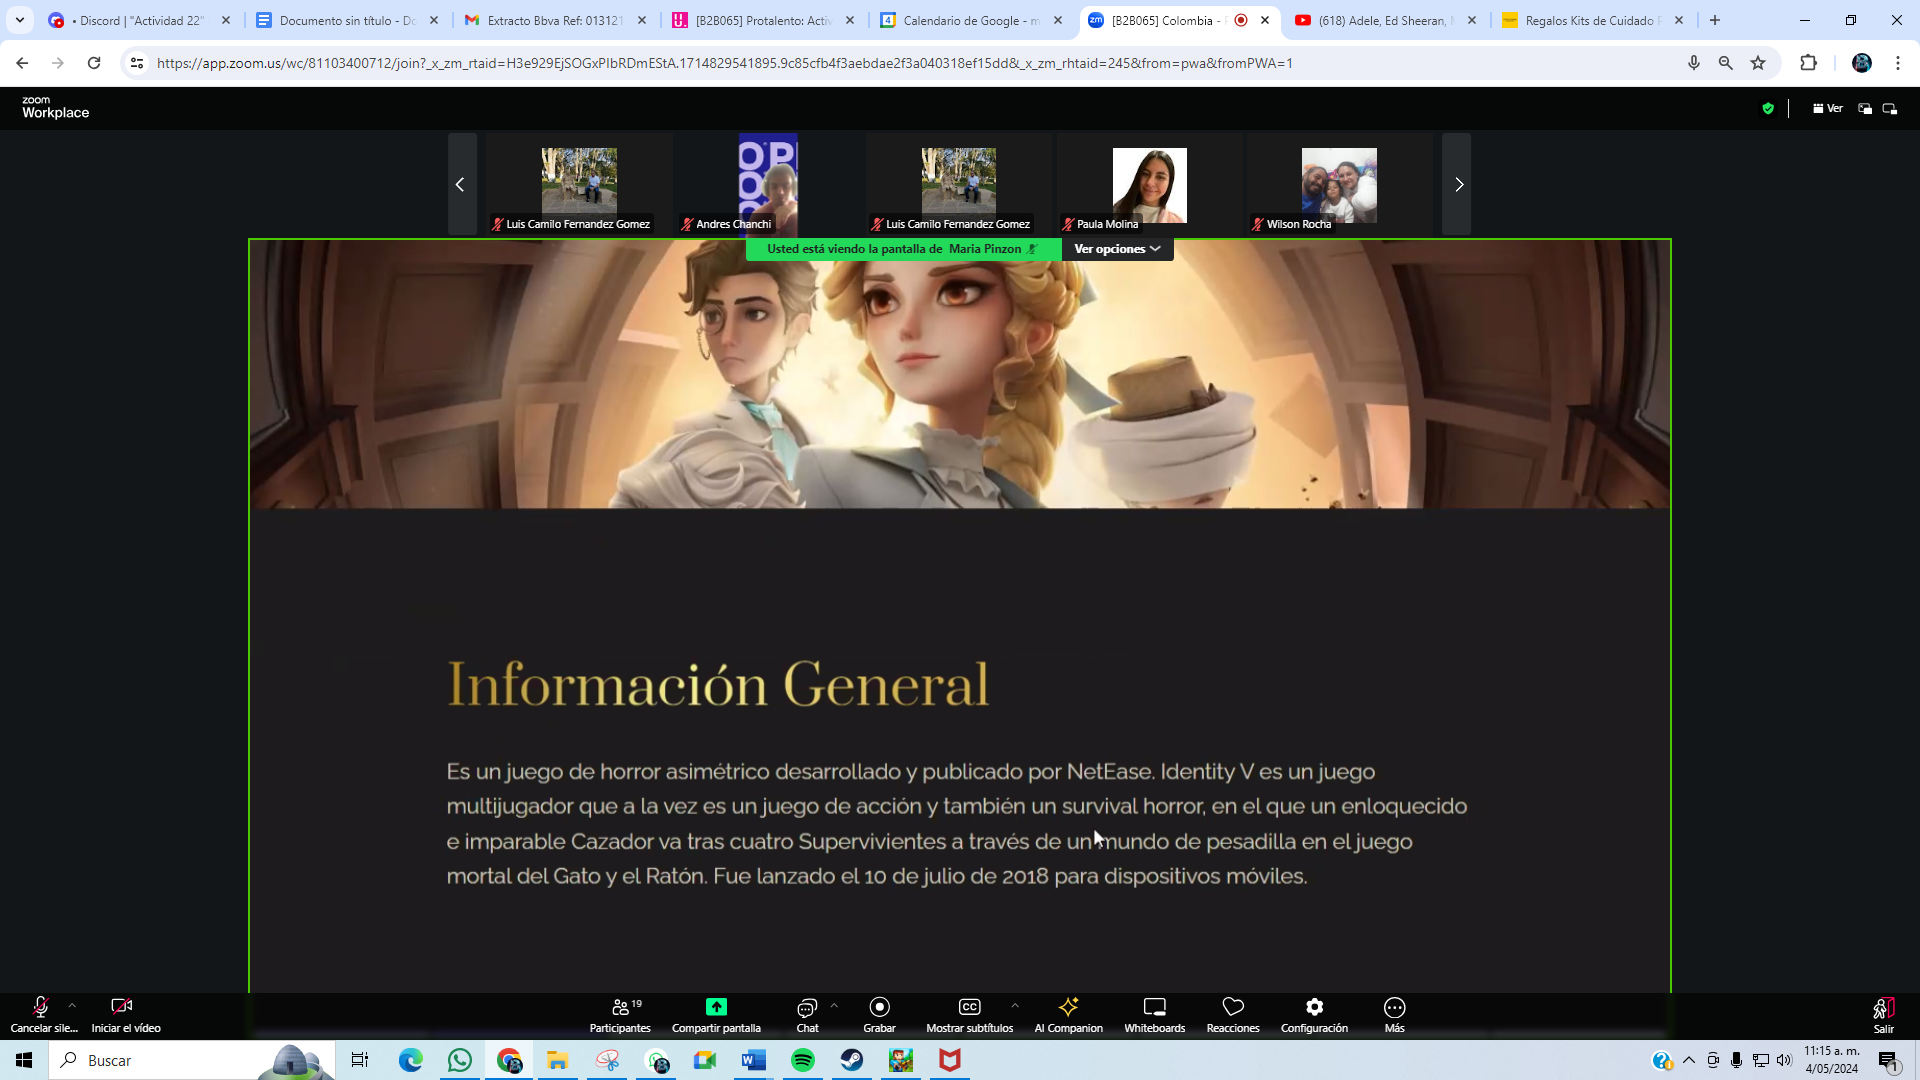 • Discord | "Actividad 22"
Documento sin título - Do
Extracto Bbva Ref: 013121
[B2B065] Protalento: Activ
Calendario de Google - m
[B2B065] Colombia -
(618) Adele, Ed Sheeran,
Regalos Kits de Cuidado
https://app.zoom.us/wc/81103400712/join?_x_zm_rtaid=H3e929EjSOGxPIbRDmEStA.1714829541895.9c85cfb4f3aebdae2f3a040318ef15dd&_x_zm_rhtaid=245&from=pwa&fromPWA=1
zoom
Workplace
Ver
Luis Camilo Fernandez Gomez
Andres Chanchi
Luis Camilo Fernandez Gomez
Paula Molina
Wilson Rocha
Usted está viendo la pantalla de Maria Pinzon
Ver opciones
Información General
Es un juego de horror asimétrico desarrollado y publicado por NetEase. Identity V es un juego
multijugador que a la vez es un juego de acción y también un survival horror, en el que un enloquecido
e imparable Cazador va tras cuatro Supervivientes a través de un mundo de pesadilla en el juego
mortal del Gato y el Ratón. Fue lanzado el 10 de julio de 2018 para dispositivos móviles.
Cancelar sile...
Iniciar el vídeo
19
Participantes
Compartir pantalla
Chat
Grabar
CC
Mostrar subtítulos
AI Companion
Whiteboards
Reacciones
Configuración
Más
Salir
Buscar
11:15 a. m.
4/05/2024
1